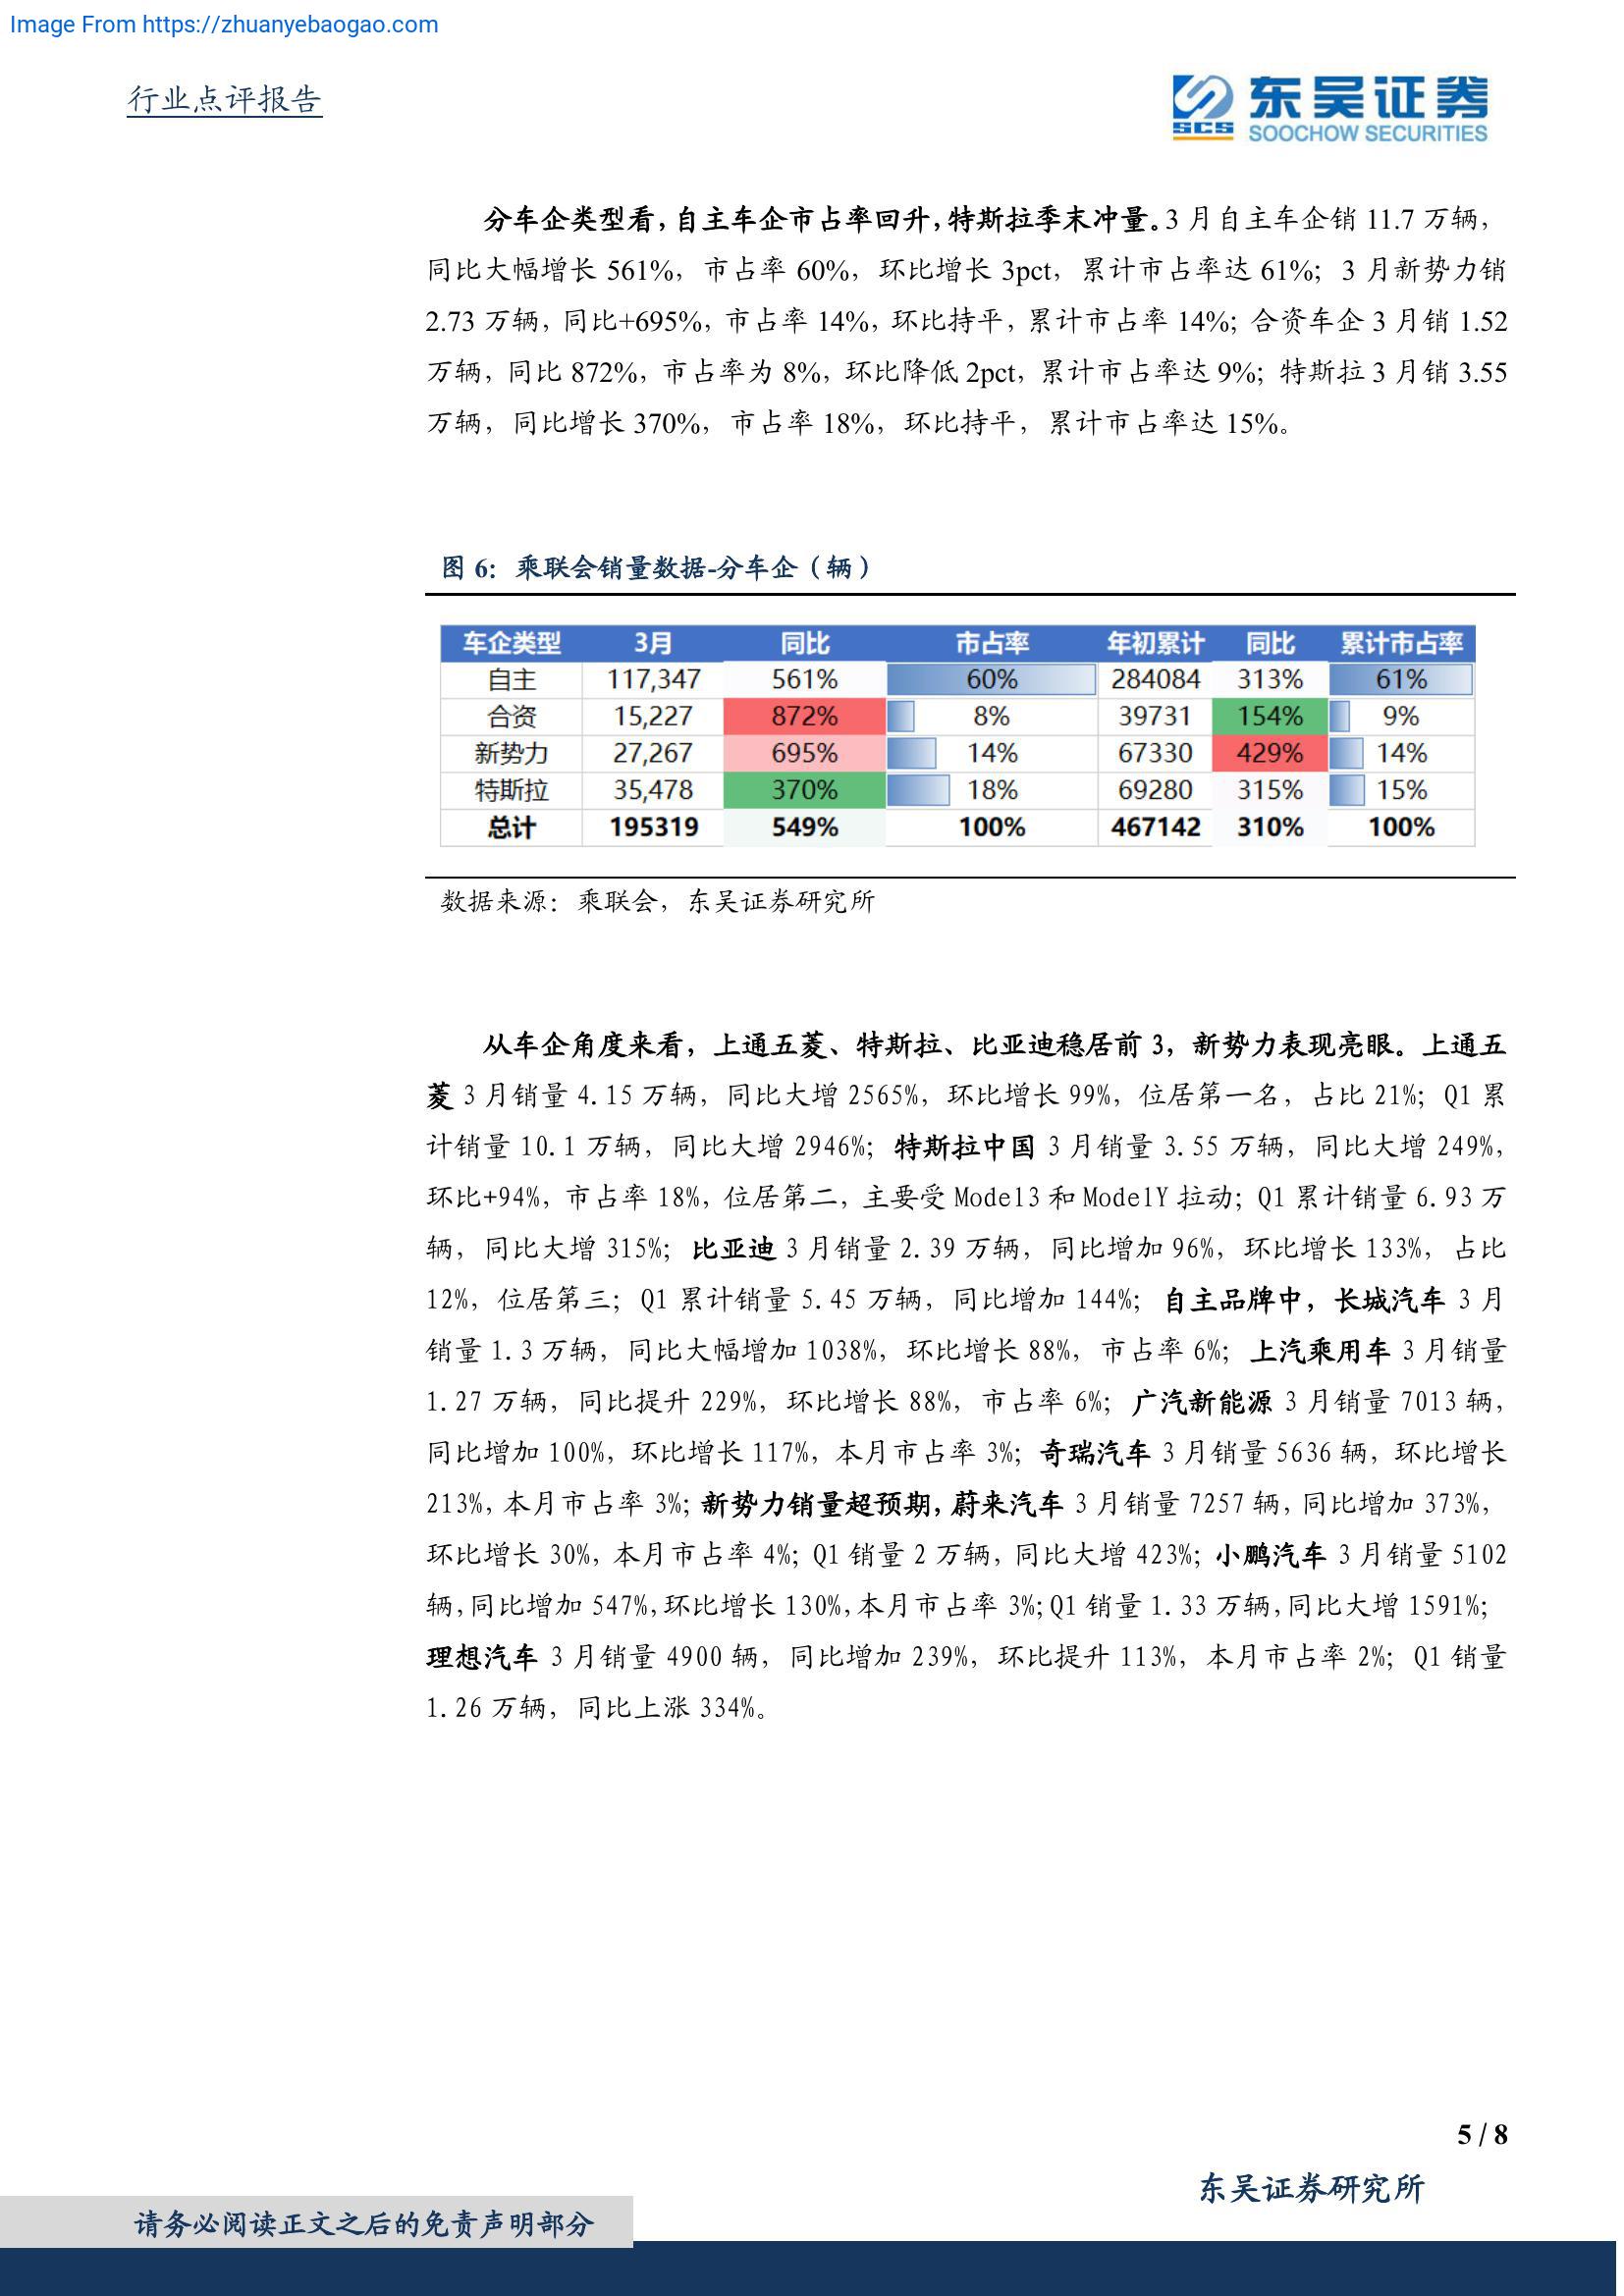 Image From https://zhuanyebaogao.com
行业点评报告
SCS 东吴证券
SOOCHOW SECURITIES
分车企类型看，自主车企市占率回升，特斯拉季末冲量。3 月自主车企销 11.7 万辆，
同比大幅增长 561%，市占率 60%，环比增长 3pct，累计市占率达 61%；3 月新势力销
2.73 万辆，同比+695%，市占率 14%，环比持平，累计市占率 14%；合资车企 3 月销 1.52
万辆，同比 872%，市占率为 8%，环比降低 2pct，累计市占率达 9%；特斯拉 3 月销 3.55
万辆，同比增长 370%，市占率 18%，环比持平，累计市占率达 15%。
图 6：乘联会销量数据-分车企（辆）
车企类型 3月 同比 市占率 年初累计 同比 累计市占率
自主 117,347 561% 60% 284084 313% 61%
合资 15,227 872% 8% 39731 154% 9%
新势力 27,267 695% 14% 67330 429% 14%
特斯拉 35,478 370% 18% 69280 315% 15%
总计 195319 549% 100% 467142 310% 100%
数据来源：乘联会，东吴证券研究所
从车企角度来看，上通五菱、特斯拉、比亚迪稳居前 3，新势力表现亮眼。上通五
菱 3 月销量 4.15 万辆，同比大增 2565%，环比增长 99%，位居第一名，占比 21%；Q1 累
计销量 10.1 万辆，同比大增 2946%；特斯拉中国 3 月销量 3.55 万辆，同比大增 249%，
环比+94%，市占率 18%，位居第二，主要受 Model3 和 ModelY 拉动；Q1 累计销量 6.93 万
辆，同比大增 315%；比亚迪 3 月销量 2.39 万辆，同比增加 96%，环比增长 133%，占比
12%，位居第三；Q1 累计销量 5.45 万辆，同比增加 144%；自主品牌中，长城汽车 3 月
销量 1.3 万辆，同比大幅增加 1038%，环比增长 88%，市占率 6%；上汽乘用车 3 月销量
1.27 万辆，同比提升 229%，环比增长 88%，市占率 6%；广汽新能源 3 月销量 7013 辆，
同比增加 100%，环比增长 117%，本月市占率 3%；奇瑞汽车 3 月销量 5636 辆，环比增长
213%，本月市占率 3%；新势力销量超预期，蔚来汽车 3 月销量 7257 辆，同比增加 373%，
环比增长 30%，本月市占率 4%；Q1 销量 2 万辆，同比大增 423%；小鹏汽车 3 月销量 5102
辆，同比增加 547%，环比增长 130%，本月市占率 3%；Q1 销量 1.33 万辆，同比大增 1591%；
理想汽车 3 月销量 4900 辆，同比增加 239%，环比提升 113%，本月市占率 2%；Q1 销量
1.26 万辆，同比上涨 334%。
5 / 8
东吴证券研究所
请务必阅读正文之后的免责声明部分